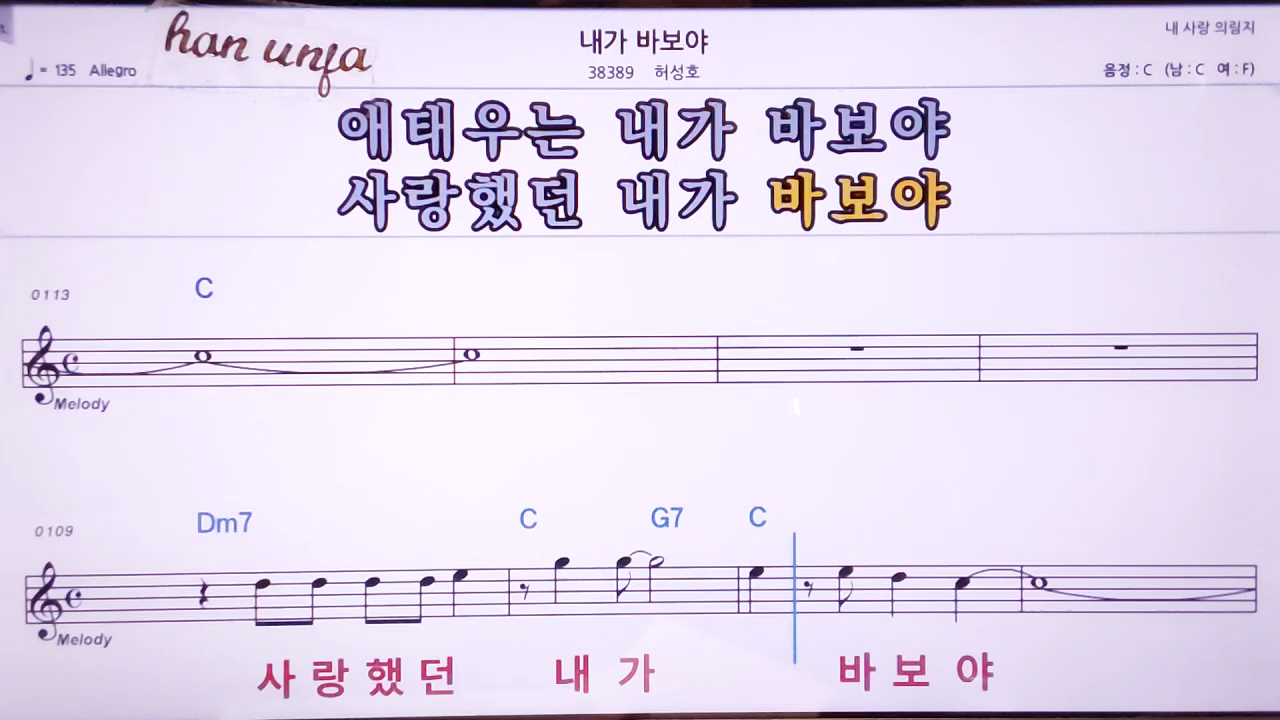 han unja
내가 바보야
내 사랑 의림지
♩ = 135 Allegro
38389 허성호
음정 : C (남 : C 여 : F)
애태우는 내가 바보야
사랑했던 내가 바보야
0113
C
Melody
0109
Dm7 C G7 C
Melody
사 랑 했 던 내 가 바 보 야